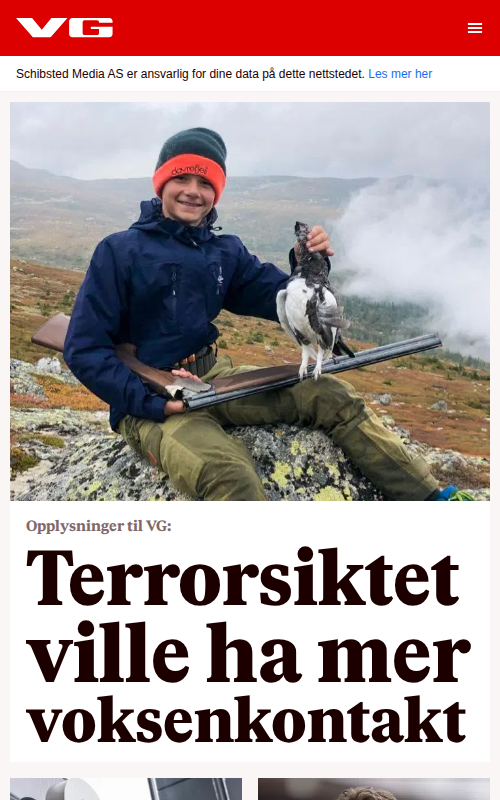 VG
Schibsted Media AS er ansvarlig for dine data på dette nettstedet. Les mer her
dovrefjell
Opplysninger til VG:
Terrorsiktet
ville ha mer
voksenkontakt